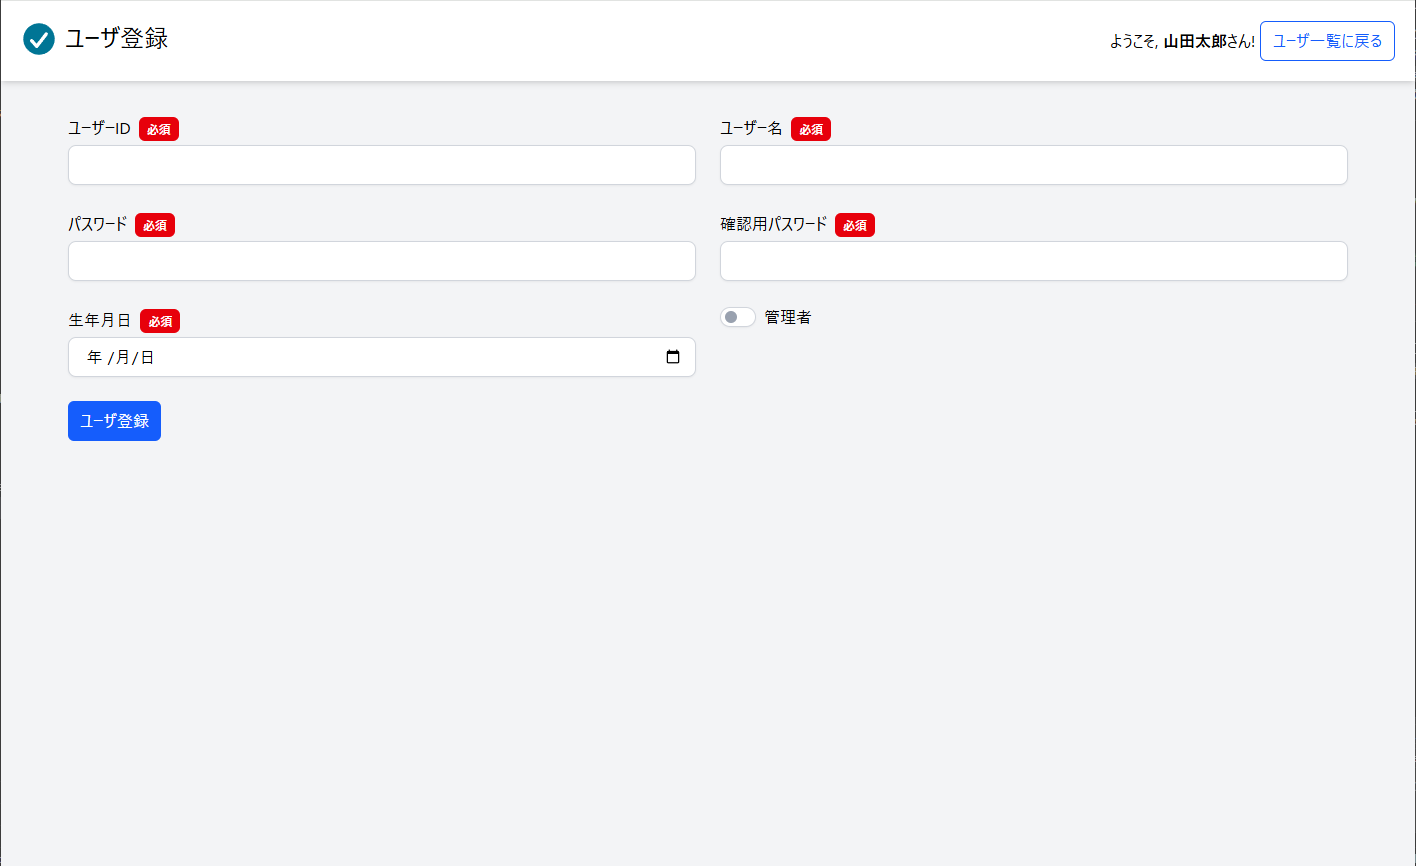 ユーザ登録
ようこそ, 山田太郎さん! ユーザ一覧に戻る
ユーザーID 必須
ユーザー名 必須
パスワード 必須
確認用パスワード 必須
生年月日 必須
管理者
年 /月/日
ユーザ登録